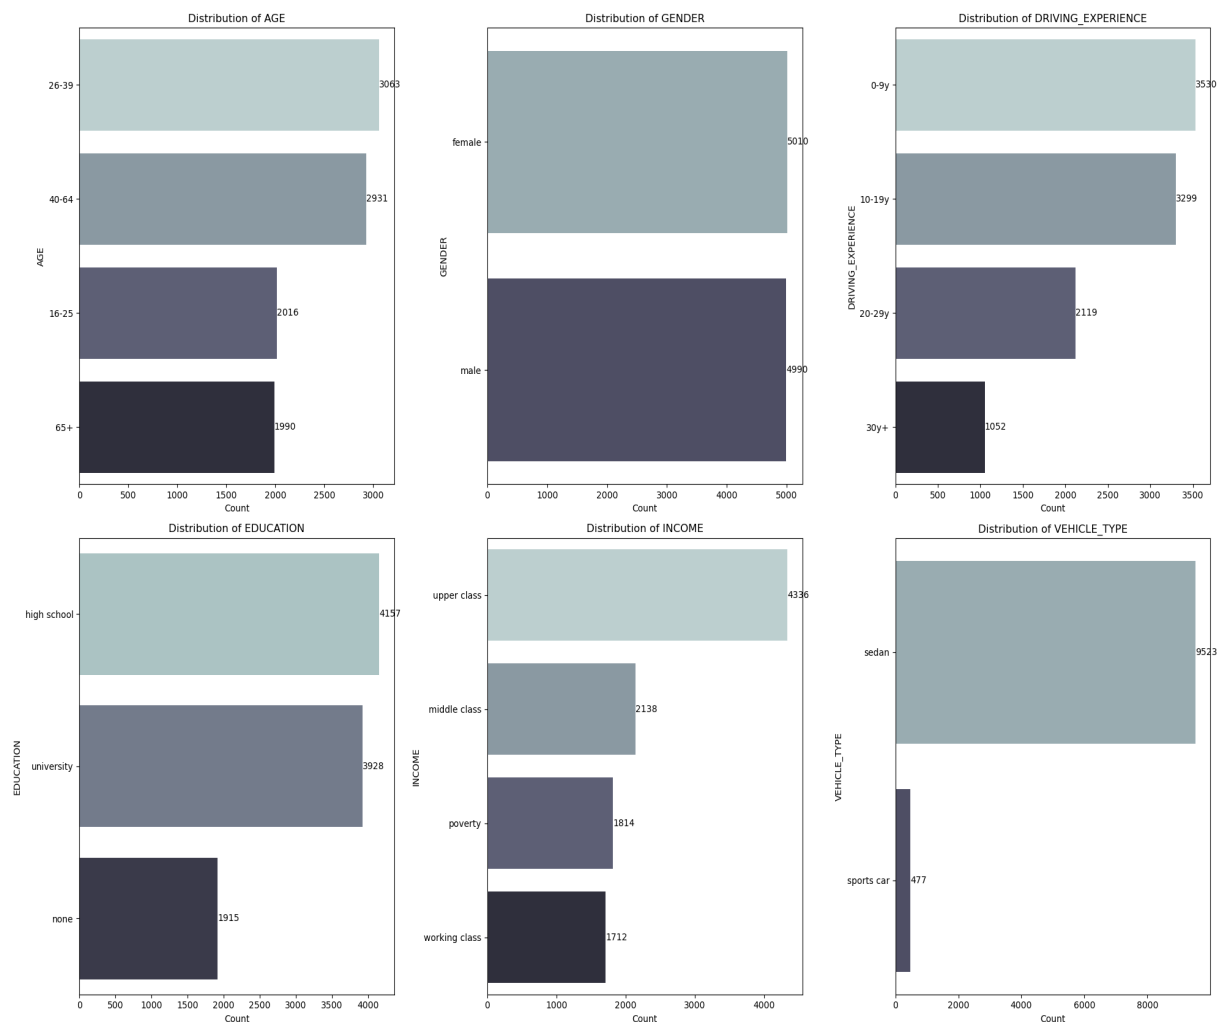 Distribution of AGE
AGE
26-39
3063
40-64
2931
16-25
2016
65+
1990
0 500 1000 1500 2000 2500 3000
Count
Distribution of GENDER
GENDER
female
5010
male
4990
0 1000 2000 3000 4000 5000
Count
Distribution of DRIVING_EXPERIENCE
DRIVING_EXPERIENCE
0-9y
3530
10-19y
3299
20-29y
2119
30y+
1052
0 500 1000 1500 2000 2500 3000 3500
Count
Distribution of EDUCATION
EDUCATION
high school
4157
university
3928
none
1915
0 500 1000 1500 2000 2500 3000 3500 4000
Count
Distribution of INCOME
INCOME
upper class
4336
middle class
2138
poverty
1814
working class
1712
0 1000 2000 3000 4000
Count
Distribution of VEHICLE_TYPE
VEHICLE_TYPE
sedan
9523
sports car
477
0 2000 4000 6000 8000
Count